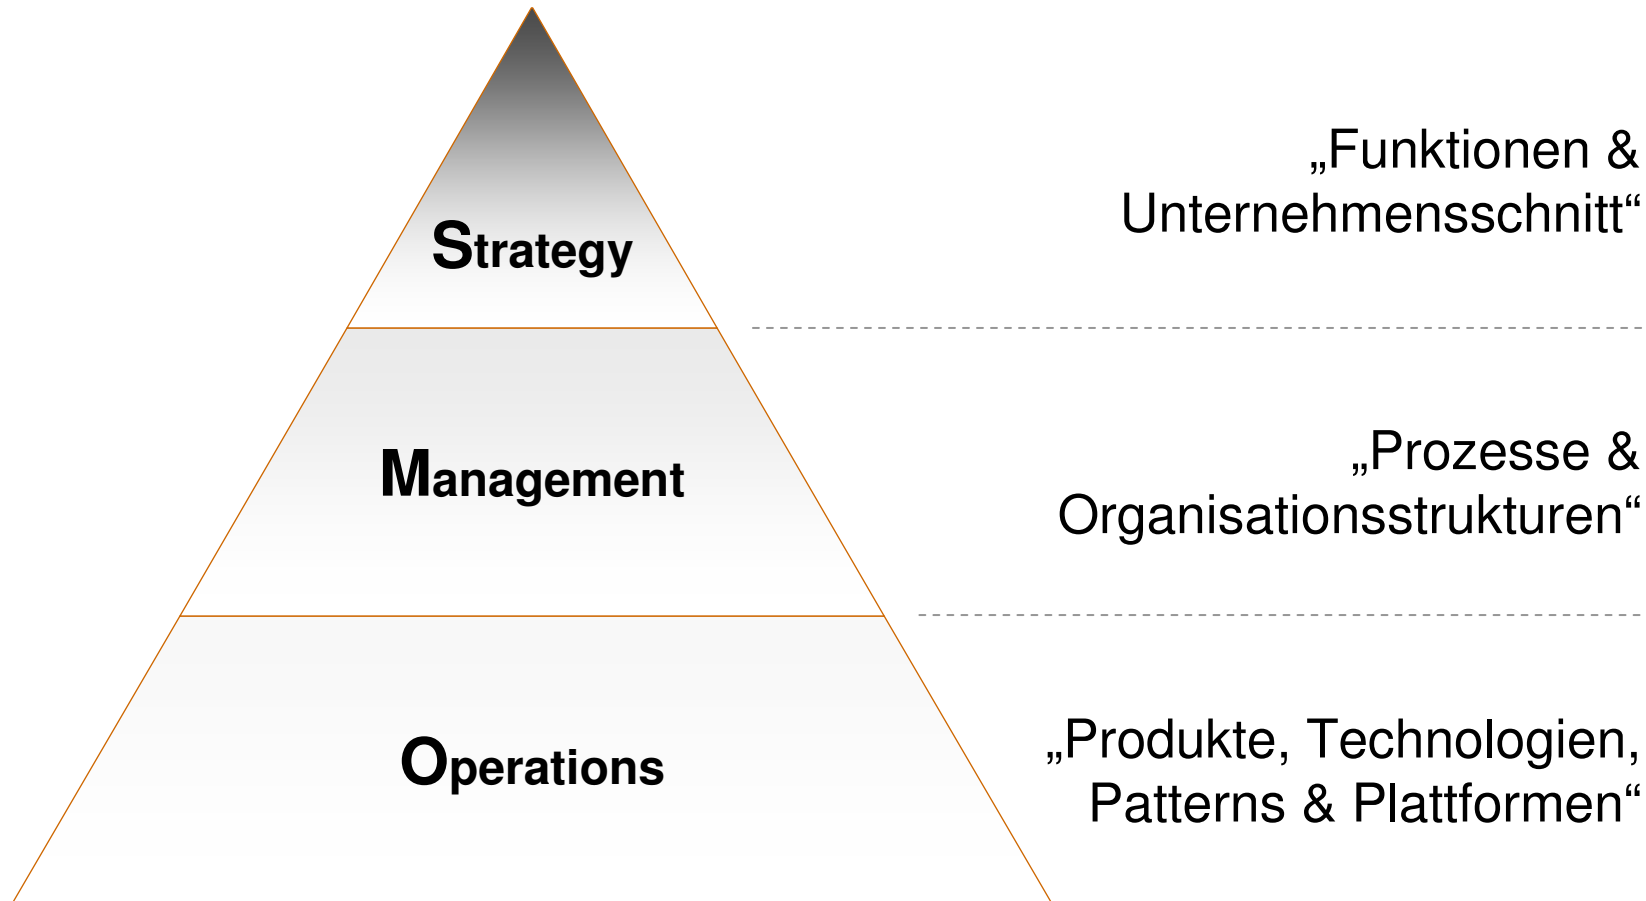 „Funktionen &
Unternehmensschnitt“
Strategy
„Prozesse &
Organisationsstrukturen“
Management
„Produkte, Technologien,
Patterns & Plattformen“
Operations